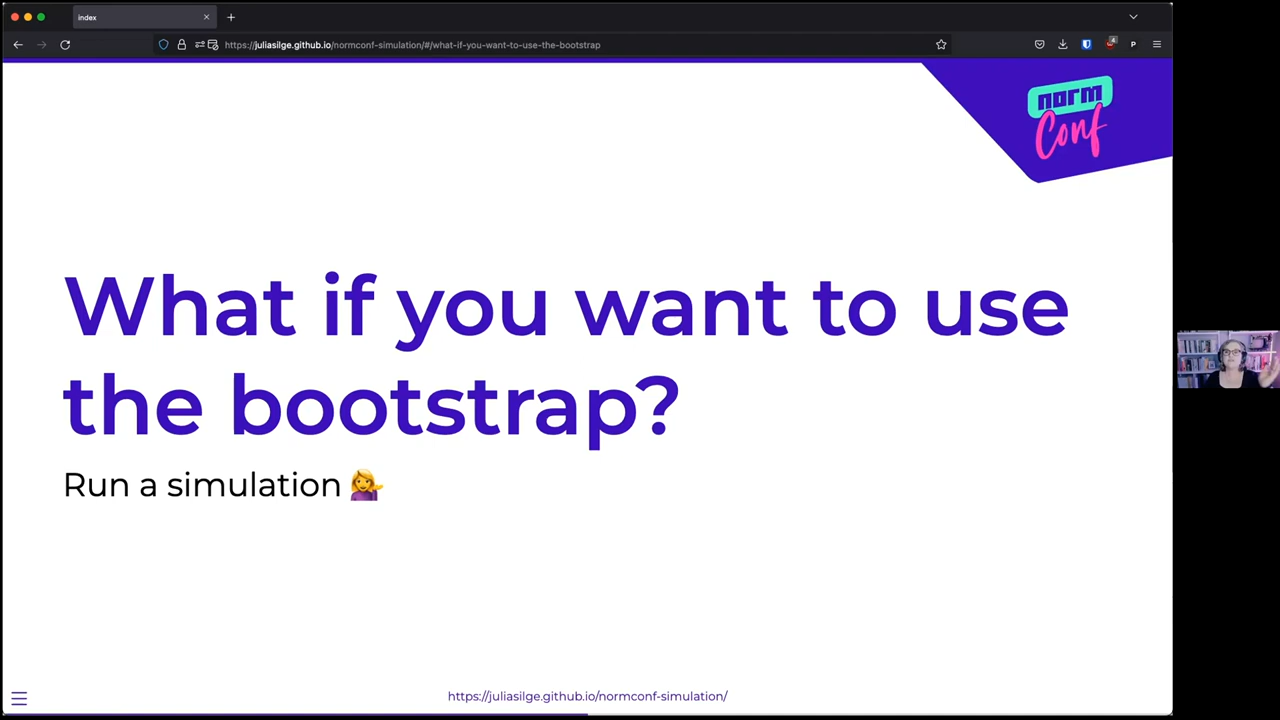 index
https://juliasilge.github.io/normconf-simulation/#/what-if-you-want-to-use-the-bootstrap
4
P
norm
Conf
What if you want to use
the bootstrap?
Run a simulation 💁‍♀️
https://juliasilge.github.io/normconf-simulation/